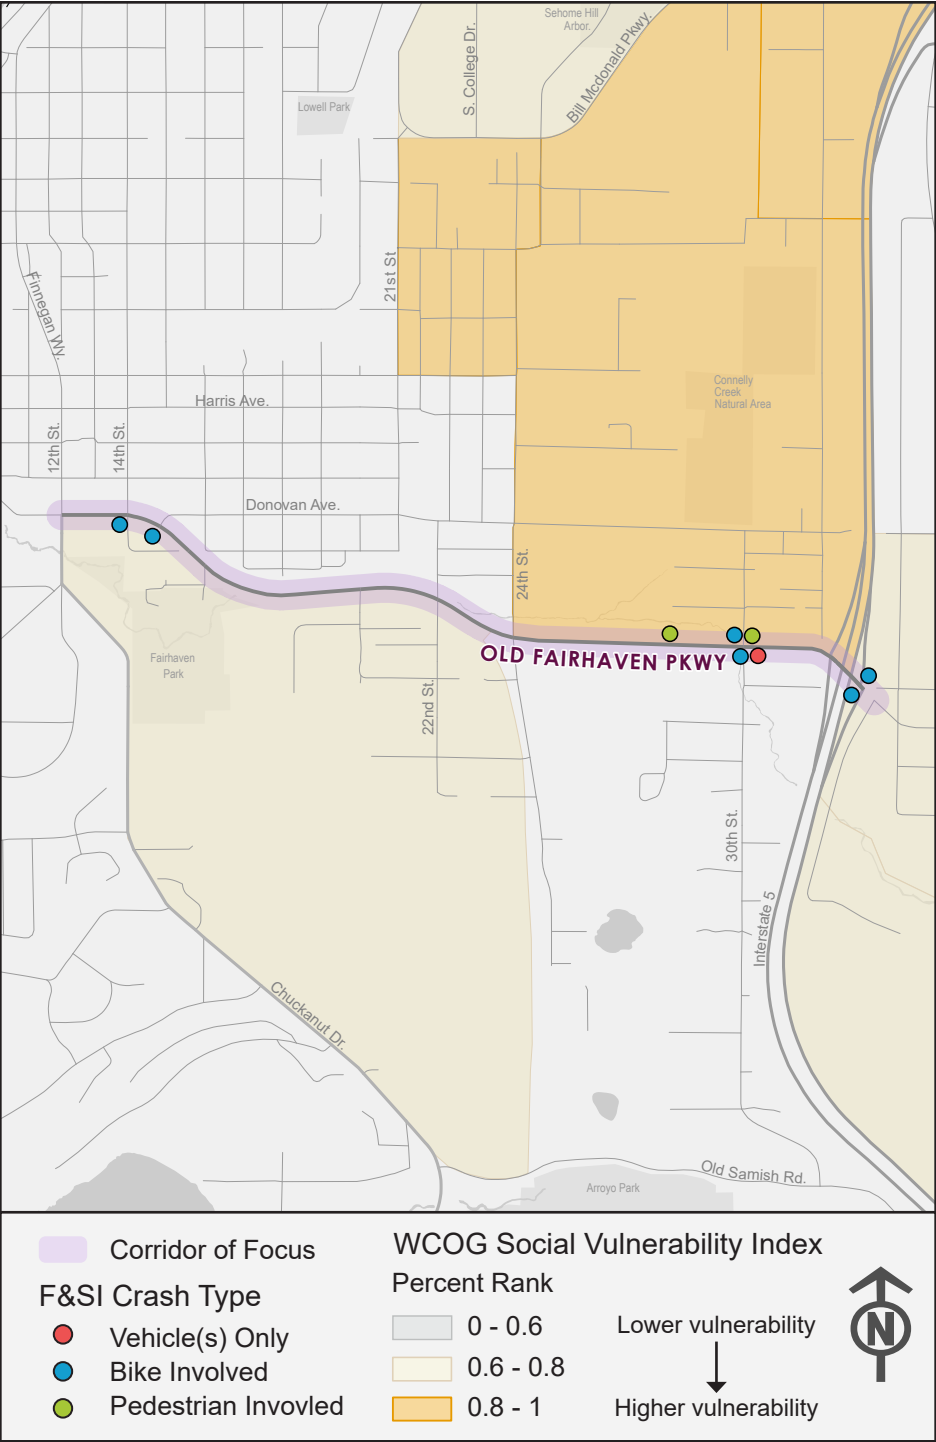 Sehome Hill
Arbor.
S. College Dr.
Bill Mcdonald Pkwy.
Lowell Park
21st St
Finnegan Wy.
Connelly
Creek
Natural Area
Harris Ave.
12th St.
14th St.
Donovan Ave.
24th St.
OLD FAIRHAVEN PKWY
Fairhaven
Park
22nd St.
30th St.
Interstate 5
Chuckanut Dr.
Old Samish Rd.
Arroyo Park
Corridor of Focus
F&SI Crash Type
Vehicle(s) Only
Bike Involved
Pedestrian Invovled
WCOG Social Vulnerability Index
Percent Rank
0 - 0.6
0.6 - 0.8
0.8 - 1
Lower vulnerability
Higher vulnerability
N